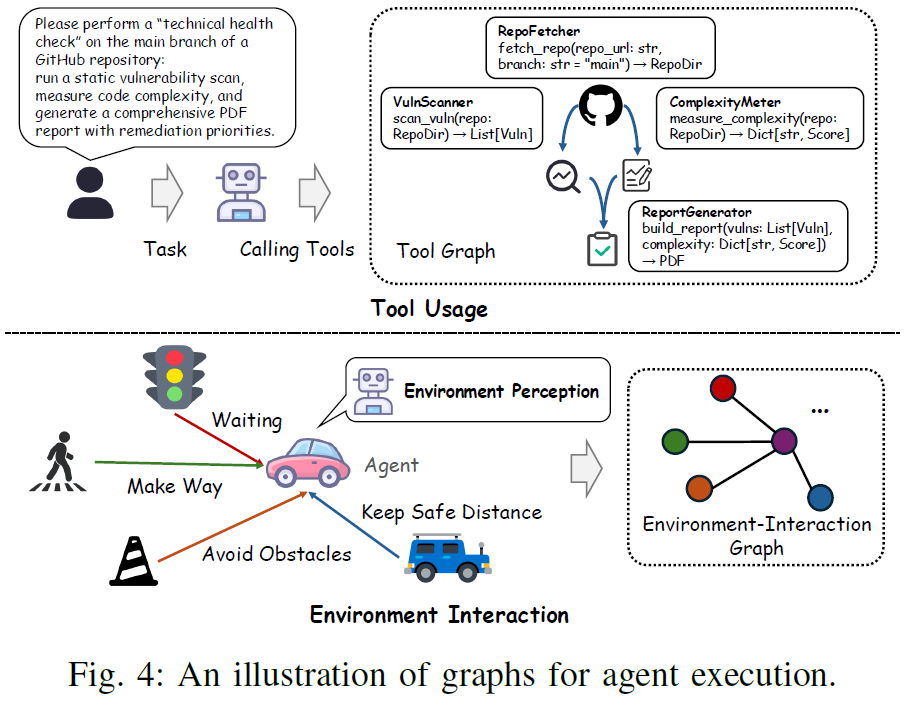 Please perform a “technical health
check” on the main branch of a
GitHub repository:
run a static vulnerability scan,
measure code complexity, and
generate a comprehensive PDF
report with remediation priorities.
Task
Calling Tools
RepoFetcher
fetch_repo(repo_url: str,
branch: str = "main") → RepoDir
VulnScanner
scan_vuln(repo:
RepoDir) → List[Vuln]
ComplexityMeter
measure_complexity(repo:
RepoDir) → Dict[str, Score]
ReportGenerator
build_report(vulns: List[Vuln],
complexity: Dict[str, Score])
→ PDF
Tool Graph
Tool Usage
Environment Perception
Waiting
Agent
Make Way
Keep Safe Distance
Avoid Obstacles
...
Environment-Interaction
Graph
Environment Interaction
Fig. 4: An illustration of graphs for agent execution.